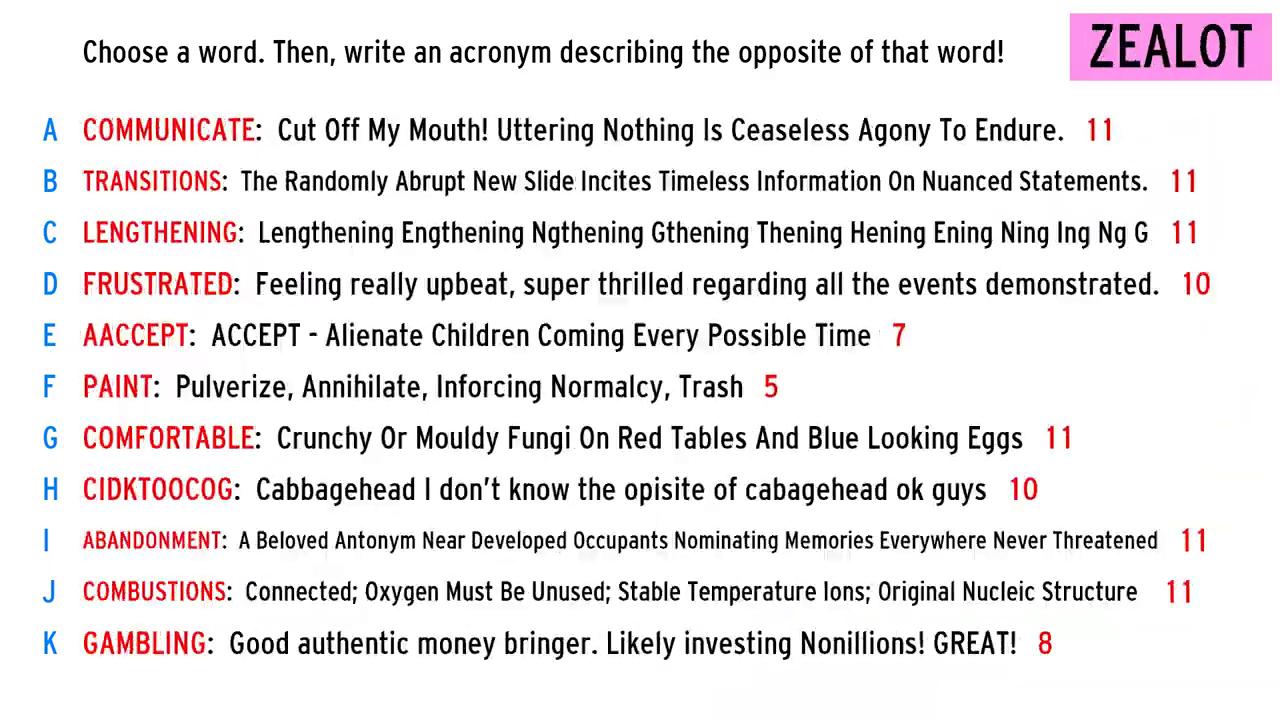 Choose a word. Then, write an acronym describing the opposite of that word!
ZEALOT
A COMMUNICATE: Cut Off My Mouth! Uttering Nothing Is Ceaseless Agony To Endure. 11
B TRANSITIONS: The Randomly Abrupt New Slide Incites Timeless Information On Nuanced Statements. 11
C LENGTHENING: Lengthening Engthening Ngthening Gthening Thening Hening Ening Ning Ing Ng G 11
D FRUSTRATED: Feeling really upbeat, super thrilled regarding all the events demonstrated. 10
E AACCEPT: ACCEPT - Alienate Children Coming Every Possible Time 7
F PAINT: Pulverize, Annihilate, Inforcing Normalcy, Trash 5
G COMFORTABLE: Crunchy Or Mouldy Fungi On Red Tables And Blue Looking Eggs 11
H CIDKTOOCOG: Cabbagehead I don't know the opisite of cabagehead ok guys 10
I ABANDONMENT: A Beloved Antonym Near Developed Occupants Nominating Memories Everywhere Never Threatened 11
J COMBUSTIONS: Connected; Oxygen Must Be Unused; Stable Temperature Ions; Original Nucleic Structure 11
K GAMBLING: Good authentic money bringer. Likely investing Nonillions! GREAT! 8